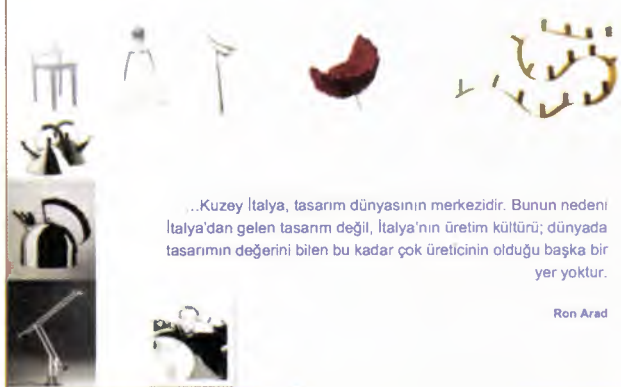 ...Kuzey İtalya, tasarım dünyasının merkezidir. Bunun nedeni
İtalya'dan gelen tasarım değil, İtalya'nın üretim kültürü; dünyada
tasarımın değerini bilen bu kadar çok üreticinin olduğu başka bir
yer yoktur.
Ron Arad